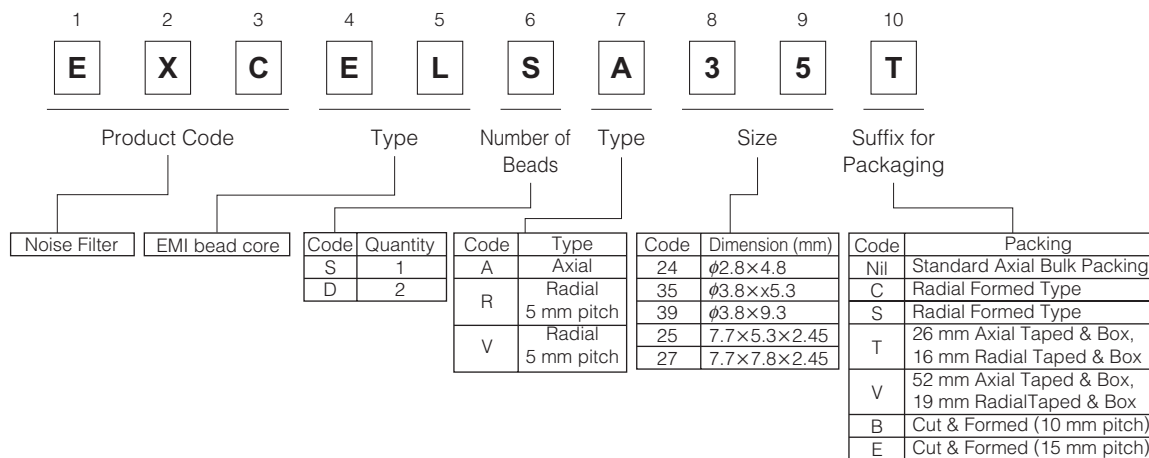 1 2 3 4 5 6 7 8 9 10
E X C E L S A 3 5 T
Product Code Type Number of Beads Type Size Suffix for Packaging
Noise Filter
EMI bead core
Code Quantity
S 1
D 2
Code Type
A Axial
R Radial
5 mm pitch
V Radial
5 mm pitch
Code Dimension (mm)
24 ϕ2.8×4.8
35 ϕ3.8×x5.3
39 ϕ3.8×9.3
25 7.7×5.3×2.45
27 7.7×7.8×2.45
Code Packing
Nil Standard Axial Bulk Packing
C Radial Formed Type
S Radial Formed Type
T 26 mm Axial Taped & Box,
16 mm Radial Taped & Box
V 52 mm Axial Taped & Box,
19 mm RadialTaped & Box
B Cut & Formed (10 mm pitch)
E Cut & Formed (15 mm pitch)